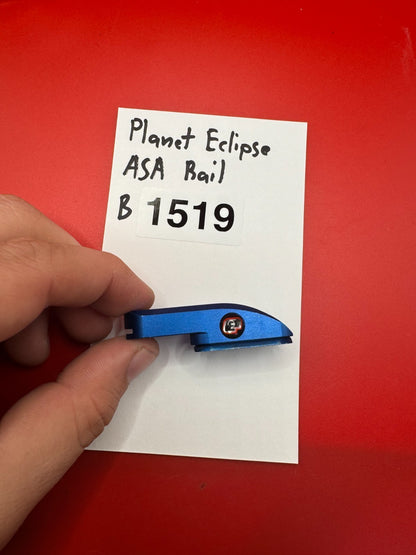 Planet Eclipse
ASA Rail
B 1519